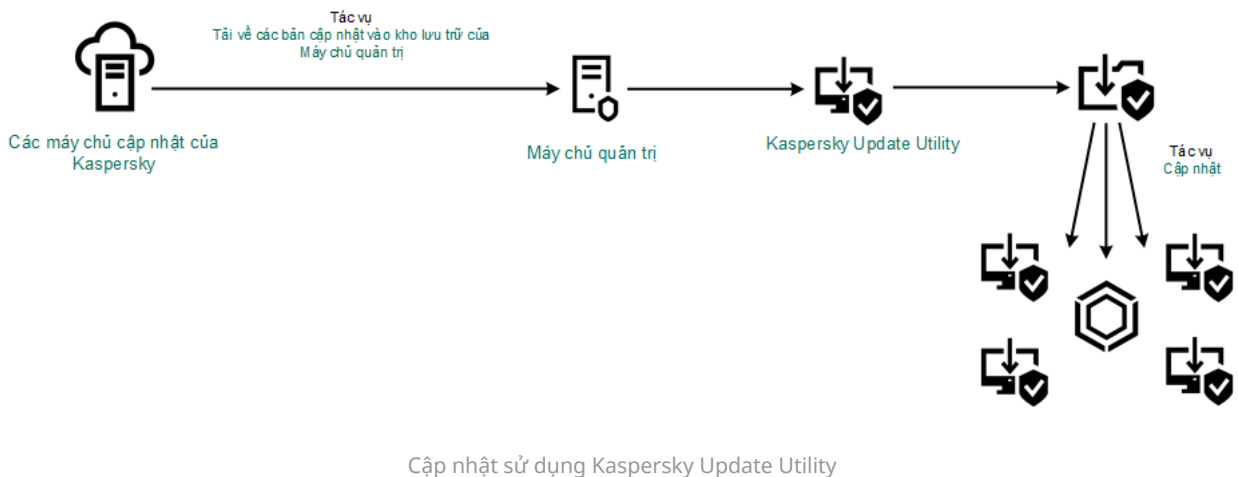 Tác vụ
Tải về các bản cập nhật vào kho lưu trữ của
Máy chủ quản trị
Các máy chủ cập nhật của
Kaspersky
Máy chủ quản trị
Kaspersky Update Utility
Tác vụ
Cập nhật
Cập nhật sử dụng Kaspersky Update Utility